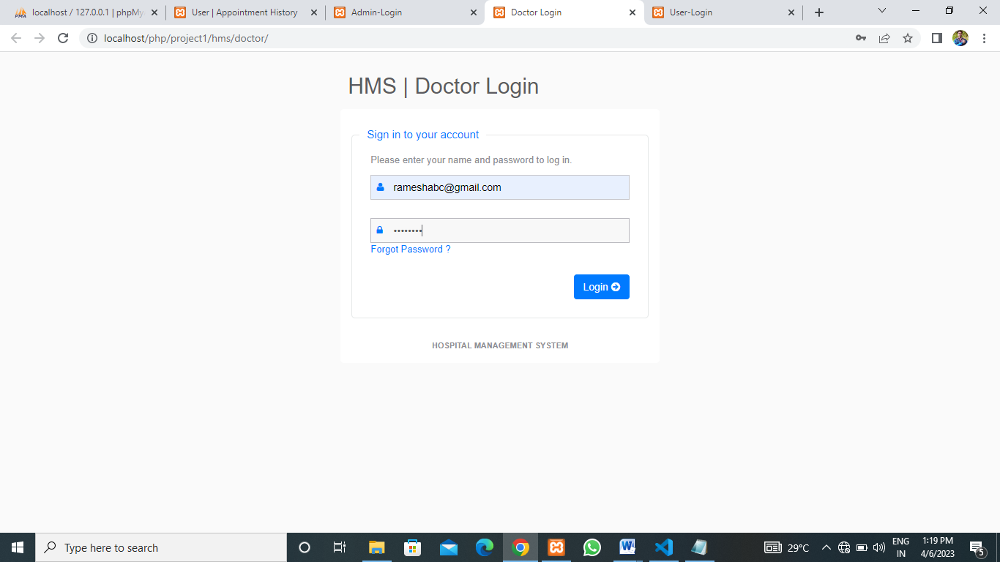 localhost / 127.0.0.1 | phpMy
User | Appointment History
Admin-Login
Doctor Login
User-Login
localhost/php/project1/hms/doctor/
HMS | Doctor Login
Sign in to your account
Please enter your name and password to log in.
rameshabc@gmail.com
••••••••
Forgot Password ?
Login
HOSPITAL MANAGEMENT SYSTEM
Type here to search
29°C
ENG
IN
1:19 PM
4/6/2023
5